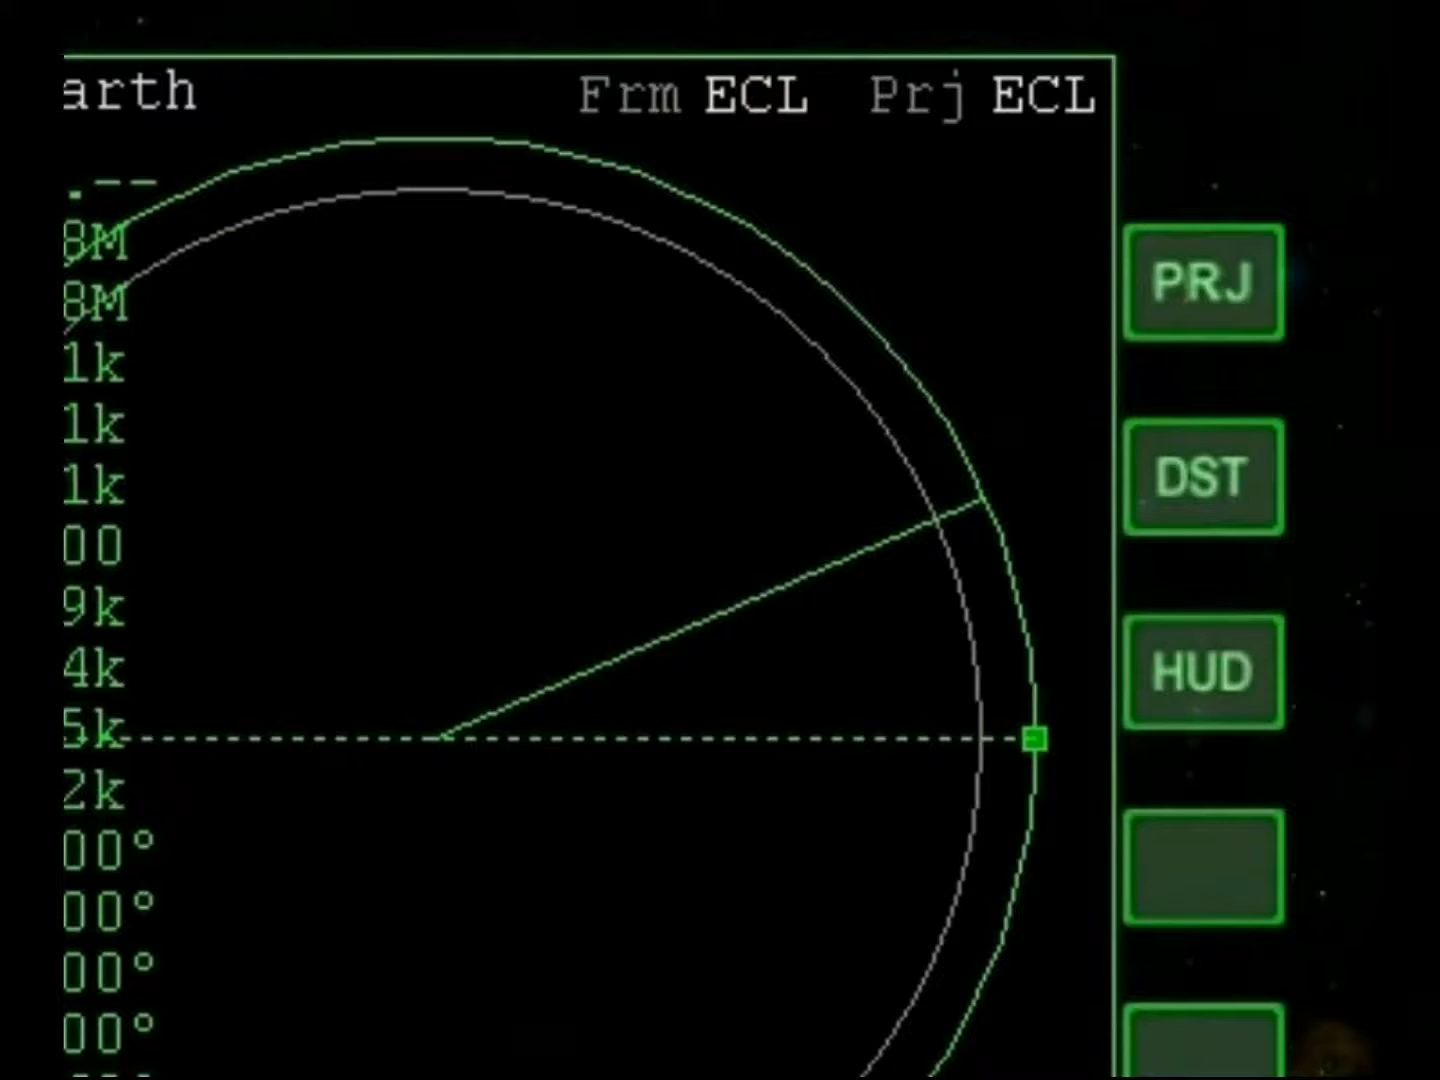 arth Frm ECL Prj ECL
.--
8M
8M PRJ
1k
1k
1k DST
00
9k
4k HUD
5k
2k
00°
00°
00°
00°